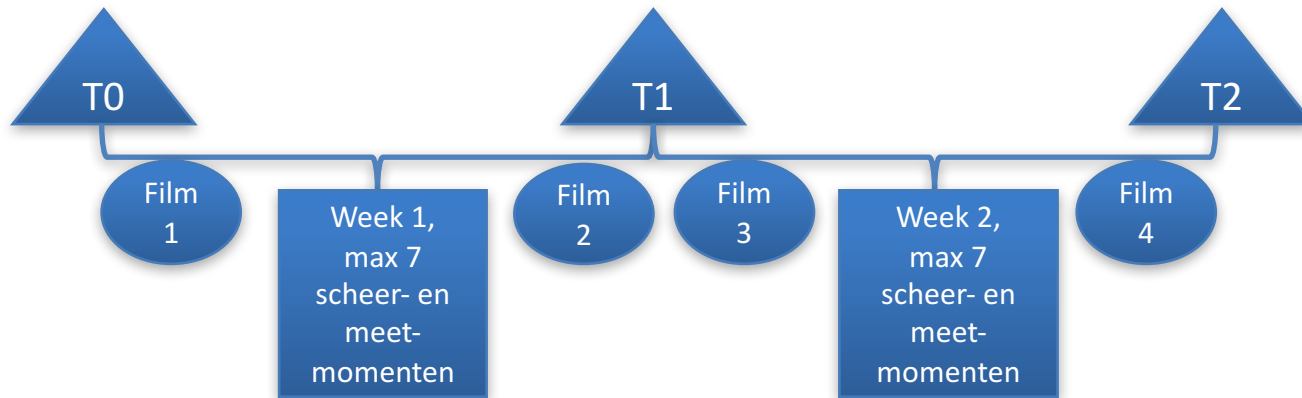 T0
T1
T2
Film
1
Week 1,
max 7
scheer- en
meet-
momenten
Film
2
Film
3
Week 2,
max 7
scheer- en
meet-
momenten
Film
4